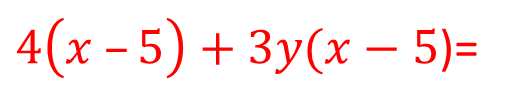 4(x – 5) + 3y(x − 5)=